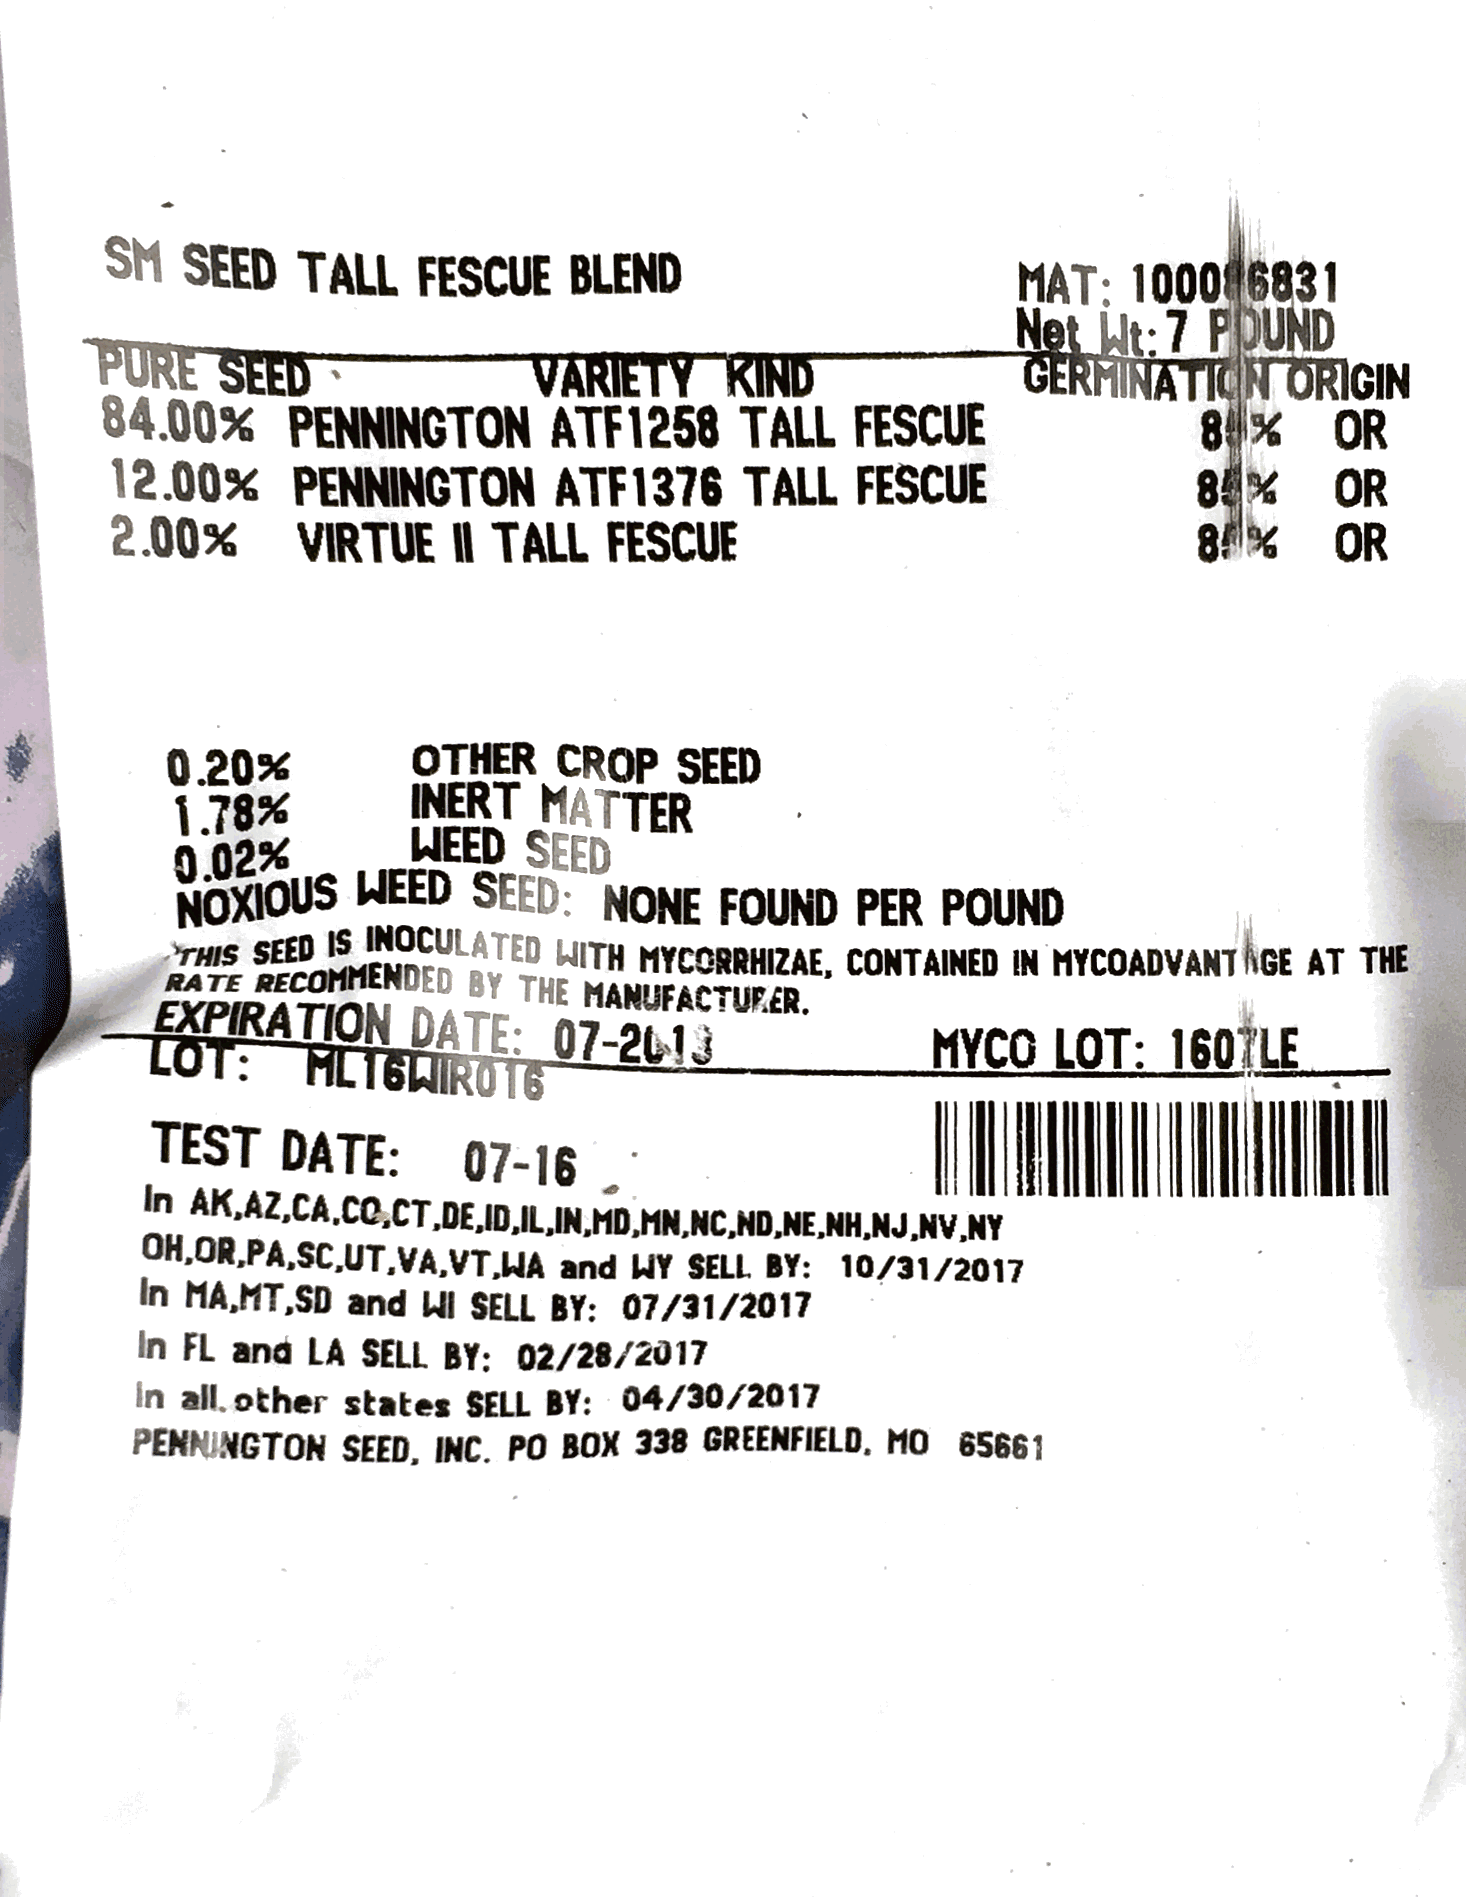 SM SEED TALL FESCUE BLEND
MAT:
Net Wt: 7 POUND
PURE SEED VARIETY KIND GERMINATION ORIGIN
84.00% PENNINGTON ATF1258 TALL FESCUE OR
12.00% PENNINGTON ATF1376 TALL FESCUE OR
2.00% VIRTUE II TALL FESCUE OR
0.20% OTHER CROP SEED
1.78% INERT MATTER
0.02% WEED SEED
NOXIOUS WEED SEED: NONE FOUND PER POUND
*THIS SEED IS INOCULATED WITH MYCORRHIZAE, CONTAINED IN MYCOADVANTAGE AT THE
RATE RECOMMENDED BY THE MANUFACTURER.
EXPIRATION DATE: MYCO LOT: 1607LE
LOT: ML16WIR016
TEST DATE: 07-16
In AK,AZ,CA,CO,CT,DE,ID,IL,IN,MD,MN,NC,ND,NE,NH,NJ,NV,NY
OH,OR,PA,SC,UT,VA,VT,WA and WY SELL BY: 10/31/2017
In MA,MT,SD and WI SELL BY: 07/31/2017
In FL and LA SELL BY: 02/28/2017
In all other states SELL BY: 04/30/2017
PENNINGTON SEED, INC. PO BOX 338 GREENFIELD, MO 65661